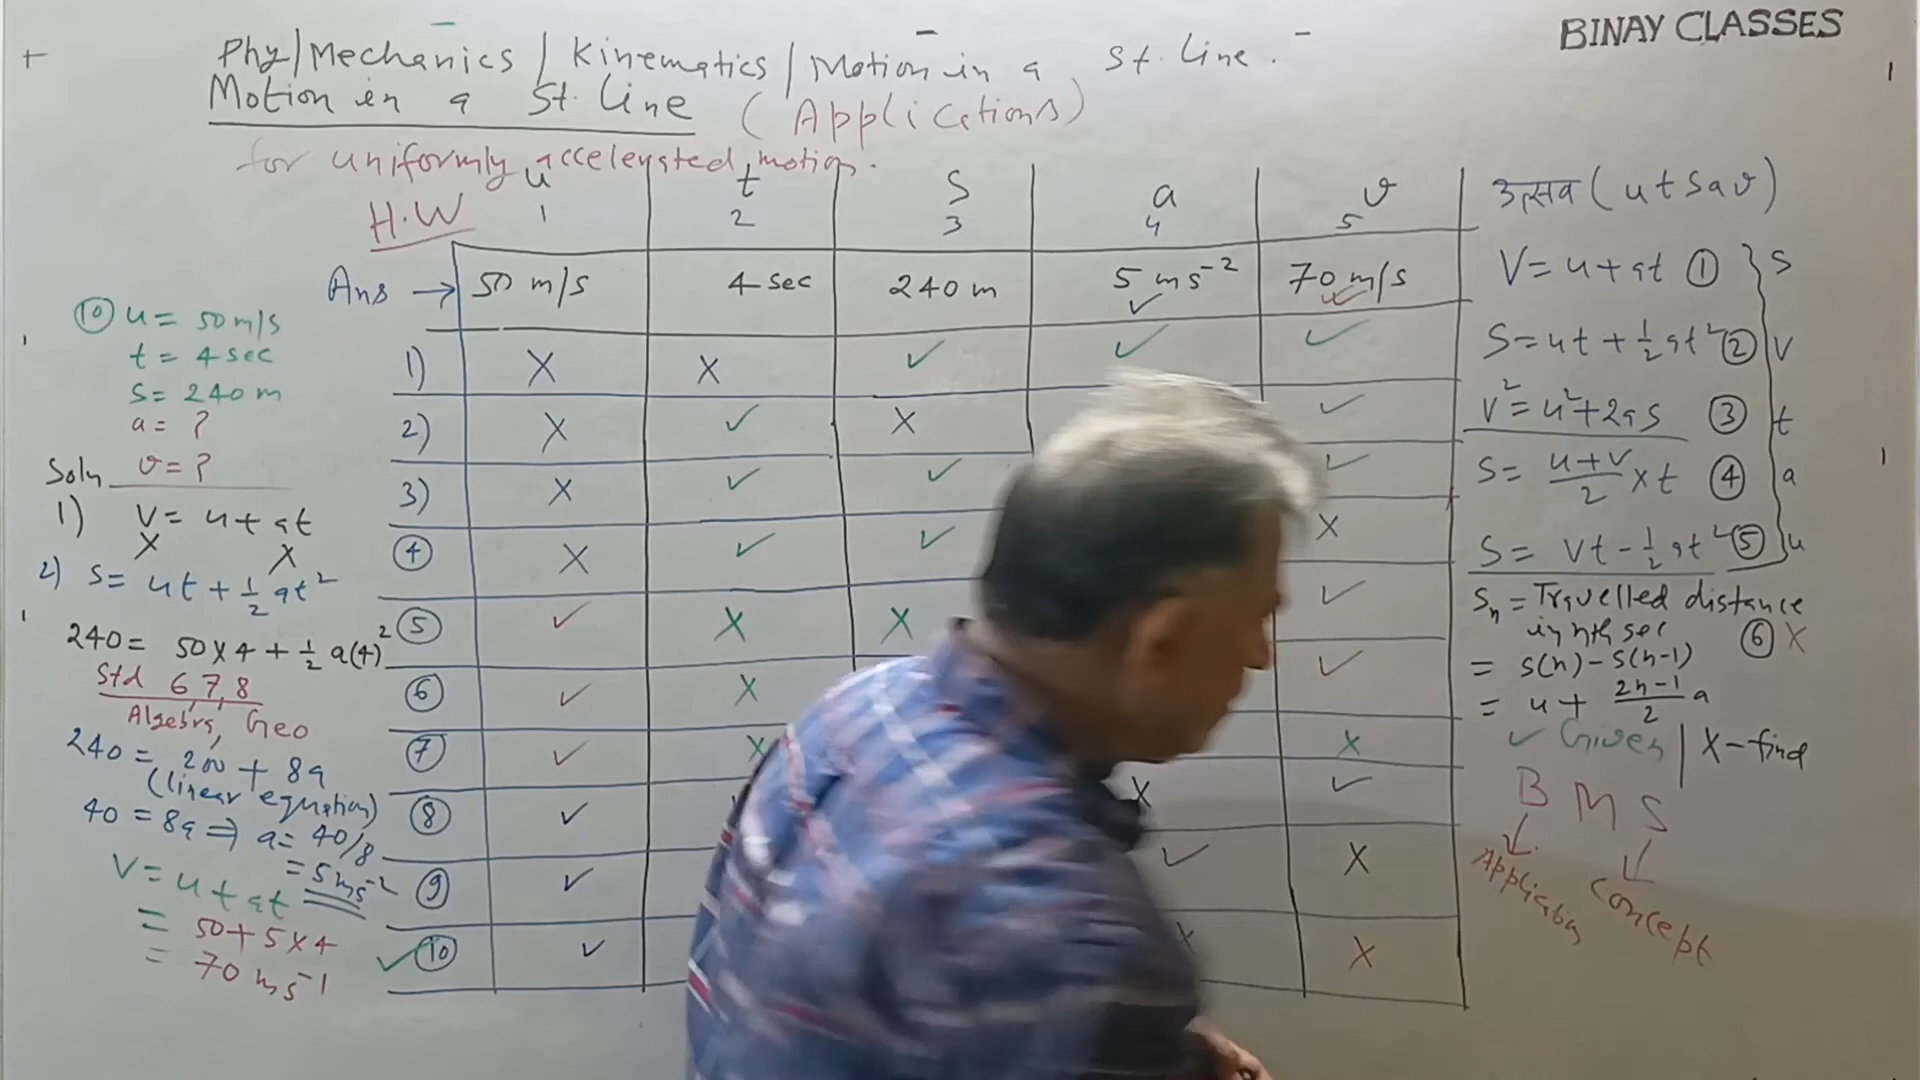 BINAY CLASSES
Phy/Mechanics/Kinematics/Motion in a St. line.
Motion in a St. line (Applications)
for uniformly accelerated motion.
H.W
u t S a v
1 2 3 4 5
Ans → 50 m/s 4 sec 240 m 5 ms⁻² ✓ 70 m/s ✓
1) X X ✓ ✓ ✓
2) X ✓ X ✓
3) X ✓ ✓ ✓
④ X ✓ ✓ X
⑤ ✓ X X ✓
⑥ ✓ X ✓
⑦ ✓ X X
⑧ ✓ X ✓
⑨ ✓ ✓ X
✓⑩ ✓ X X
⑩ u = 50 m/s
t = 4 sec
S = 240 m
a = ?
v = ?
Soln
1) V = u + at
X X
2) S = ut + ½ at²
240 = 50 x 4 + ½ a(4)²
Std 6, 7, 8
Algebra, Geo
240 = 200 + 8a
(linear equation)
40 = 8a ⇒ a = 40/8
= 5 ms⁻²
V = u + at
= 50 + 5 x 4
= 70 ms⁻¹
उत्सव (u t s a v)
V = u + at ① S
S = ut + ½ at² ② V
V² = u² + 2as ③ t
S = (u+v)/2 x t ④ a
S = Vt - ½ at² ⑤ u
Sn = Travelled distance
in nth sec ⑥ X
= S(n) - S(n-1)
= u + (2n-1)/2 a
✓ Given | X - find
B M S
Application concept